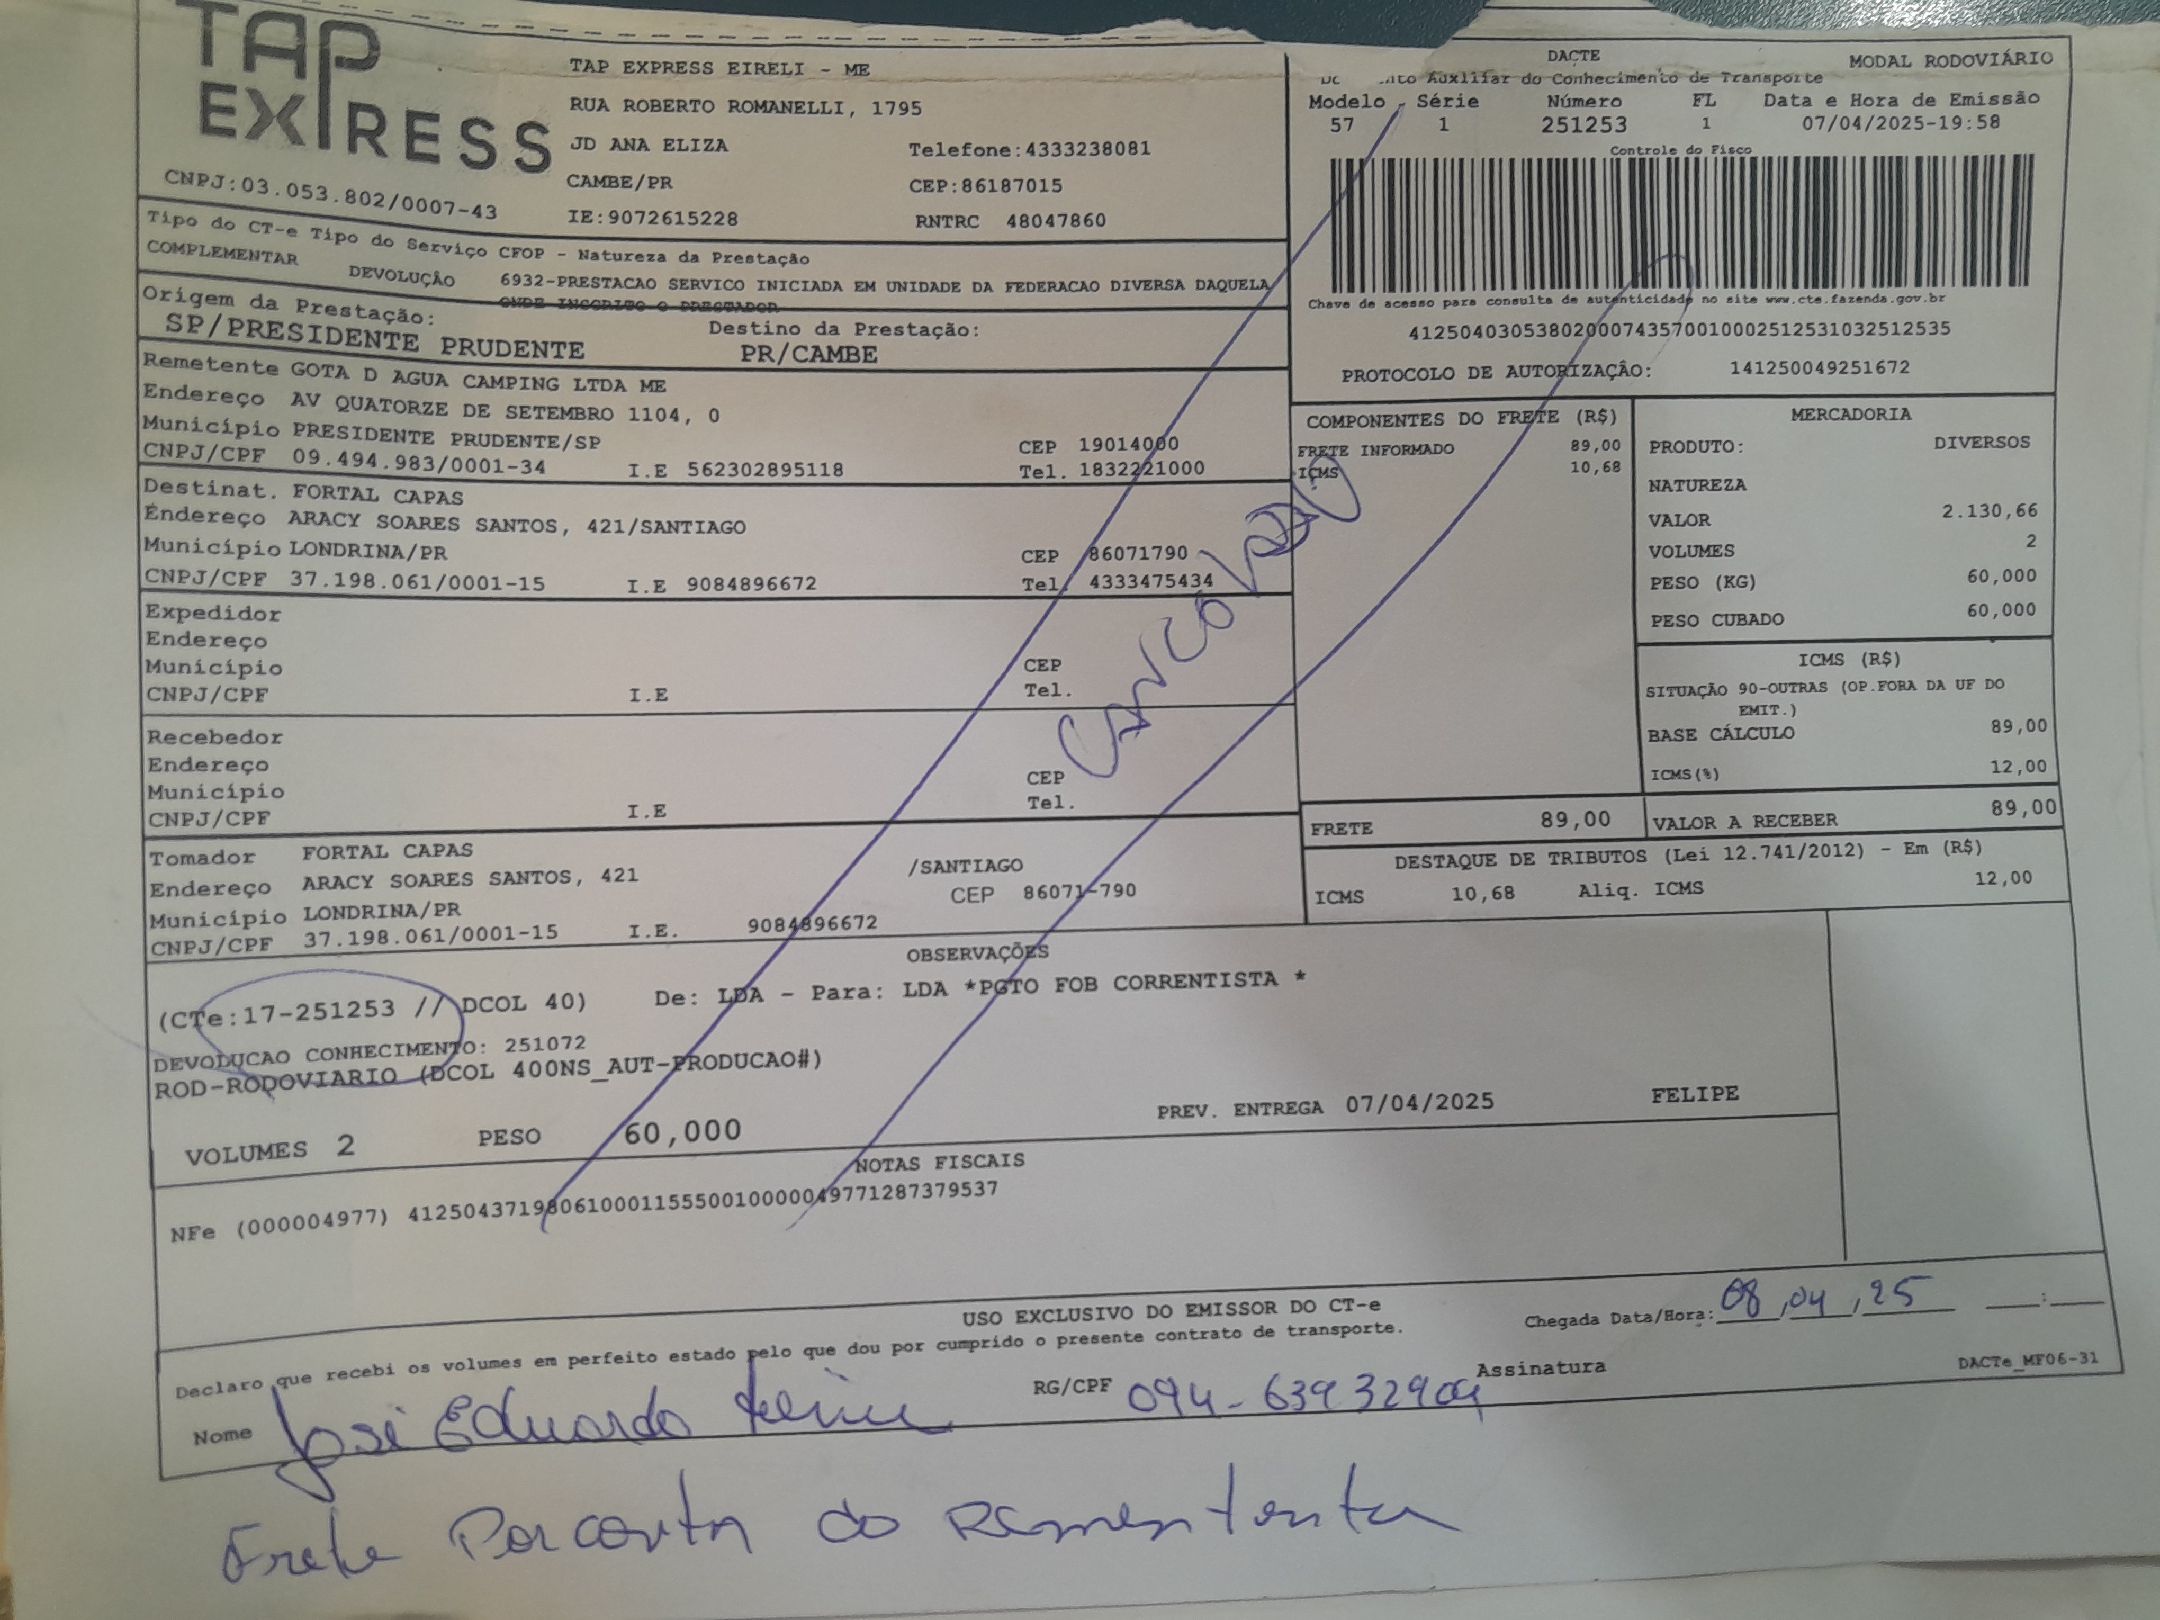 TAP EXPRESS
CNPJ:03.053.802/0007-43
TAP EXPRESS EIRELI - ME
RUA ROBERTO ROMANELLI, 1795
JD ANA ELIZA Telefone:4333238081
CAMBE/PR CEP:86187015
IE:9072615228 RNTRC 48047860
DACTE MODAL RODOVIÁRIO
Auxiliar do Conhecimento de Transporte
Modelo Série Número FL Data e Hora de Emissão
57 1 251253 1 07/04/2025-19:58
Controle do Fisco
Chave de acesso para consulta de autenticidade no site www.cte.fazenda.gov.br
41250403053802000743570010002512531032512535
PROTOCOLO DE AUTORIZAÇÃO: 141250049251672
Tipo do CT-e Tipo do Serviço CFOP - Natureza da Prestação
COMPLEMENTAR DEVOLUÇÃO 6932-PRESTACAO SERVICO INICIADA EM UNIDADE DA FEDERACAO DIVERSA DAQUELA
ONDE INSCRITO O PRESTADOR
Origem da Prestação: Destino da Prestação:
SP/PRESIDENTE PRUDENTE PR/CAMBE
Remetente GOTA D AGUA CAMPING LTDA ME
Endereço AV QUATORZE DE SETEMBRO 1104, 0
Município PRESIDENTE PRUDENTE/SP CEP 19014000
CNPJ/CPF 09.494.983/0001-34 I.E 562302895118 Tel. 1832221000
Destinat. FORTAL CAPAS
Endereço ARACY SOARES SANTOS, 421/SANTIAGO
Município LONDRINA/PR CEP 86071790
CNPJ/CPF 37.198.061/0001-15 I.E 9084896672 Tel. 4333475434
Expedidor
Endereço
Município CEP
CNPJ/CPF I.E Tel.
Recebedor
Endereço CEP
Município Tel.
CNPJ/CPF I.E
Tomador FORTAL CAPAS
Endereço ARACY SOARES SANTOS, 421 /SANTIAGO
Município LONDRINA/PR CEP 86071-790
CNPJ/CPF 37.198.061/0001-15 I.E. 9084896672
COMPONENTES DO FRETE (R$)
FRETE INFORMADO 89,00
ICMS 10,68
MERCADORIA
PRODUTO: DIVERSOS
NATUREZA
VALOR 2.130,66
VOLUMES 2
PESO (KG) 60,000
PESO CUBADO 60,000
ICMS (R$)
SITUAÇÃO 90-OUTRAS (OP.FORA DA UF DO
EMIT.)
BASE CÁLCULO 89,00
ICMS(%) 12,00
FRETE 89,00 VALOR A RECEBER 89,00
DESTAQUE DE TRIBUTOS (Lei 12.741/2012) - Em (R$)
ICMS 10,68 Aliq. ICMS 12,00
OBSERVAÇÕES
(CTe:17-251253 // DCOL 40) De: LDA - Para: LDA *PGTO FOB CORRENTISTA *
DEVOLUCAO CONHECIMENTO: 251072
ROD-RODOVIARIO (DCOL 400NS_AUT-PRODUCAO#)
VOLUMES 2 PESO 60,000 PREV. ENTREGA 07/04/2025 FELIPE
NOTAS FISCAIS
NFe (000004977) 41250437198061000115550010000049771287379537
USO EXCLUSIVO DO EMISSOR DO CT-e
Declaro que recebi os volumes em perfeito estado pelo que dou por cumprido o presente contrato de transporte. Chegada Data/Hora: 08,04,25 :
Nome José Eduardo RG/CPF 094-63932909 Assinatura DACTe_MF06-31
Frete Por conta do